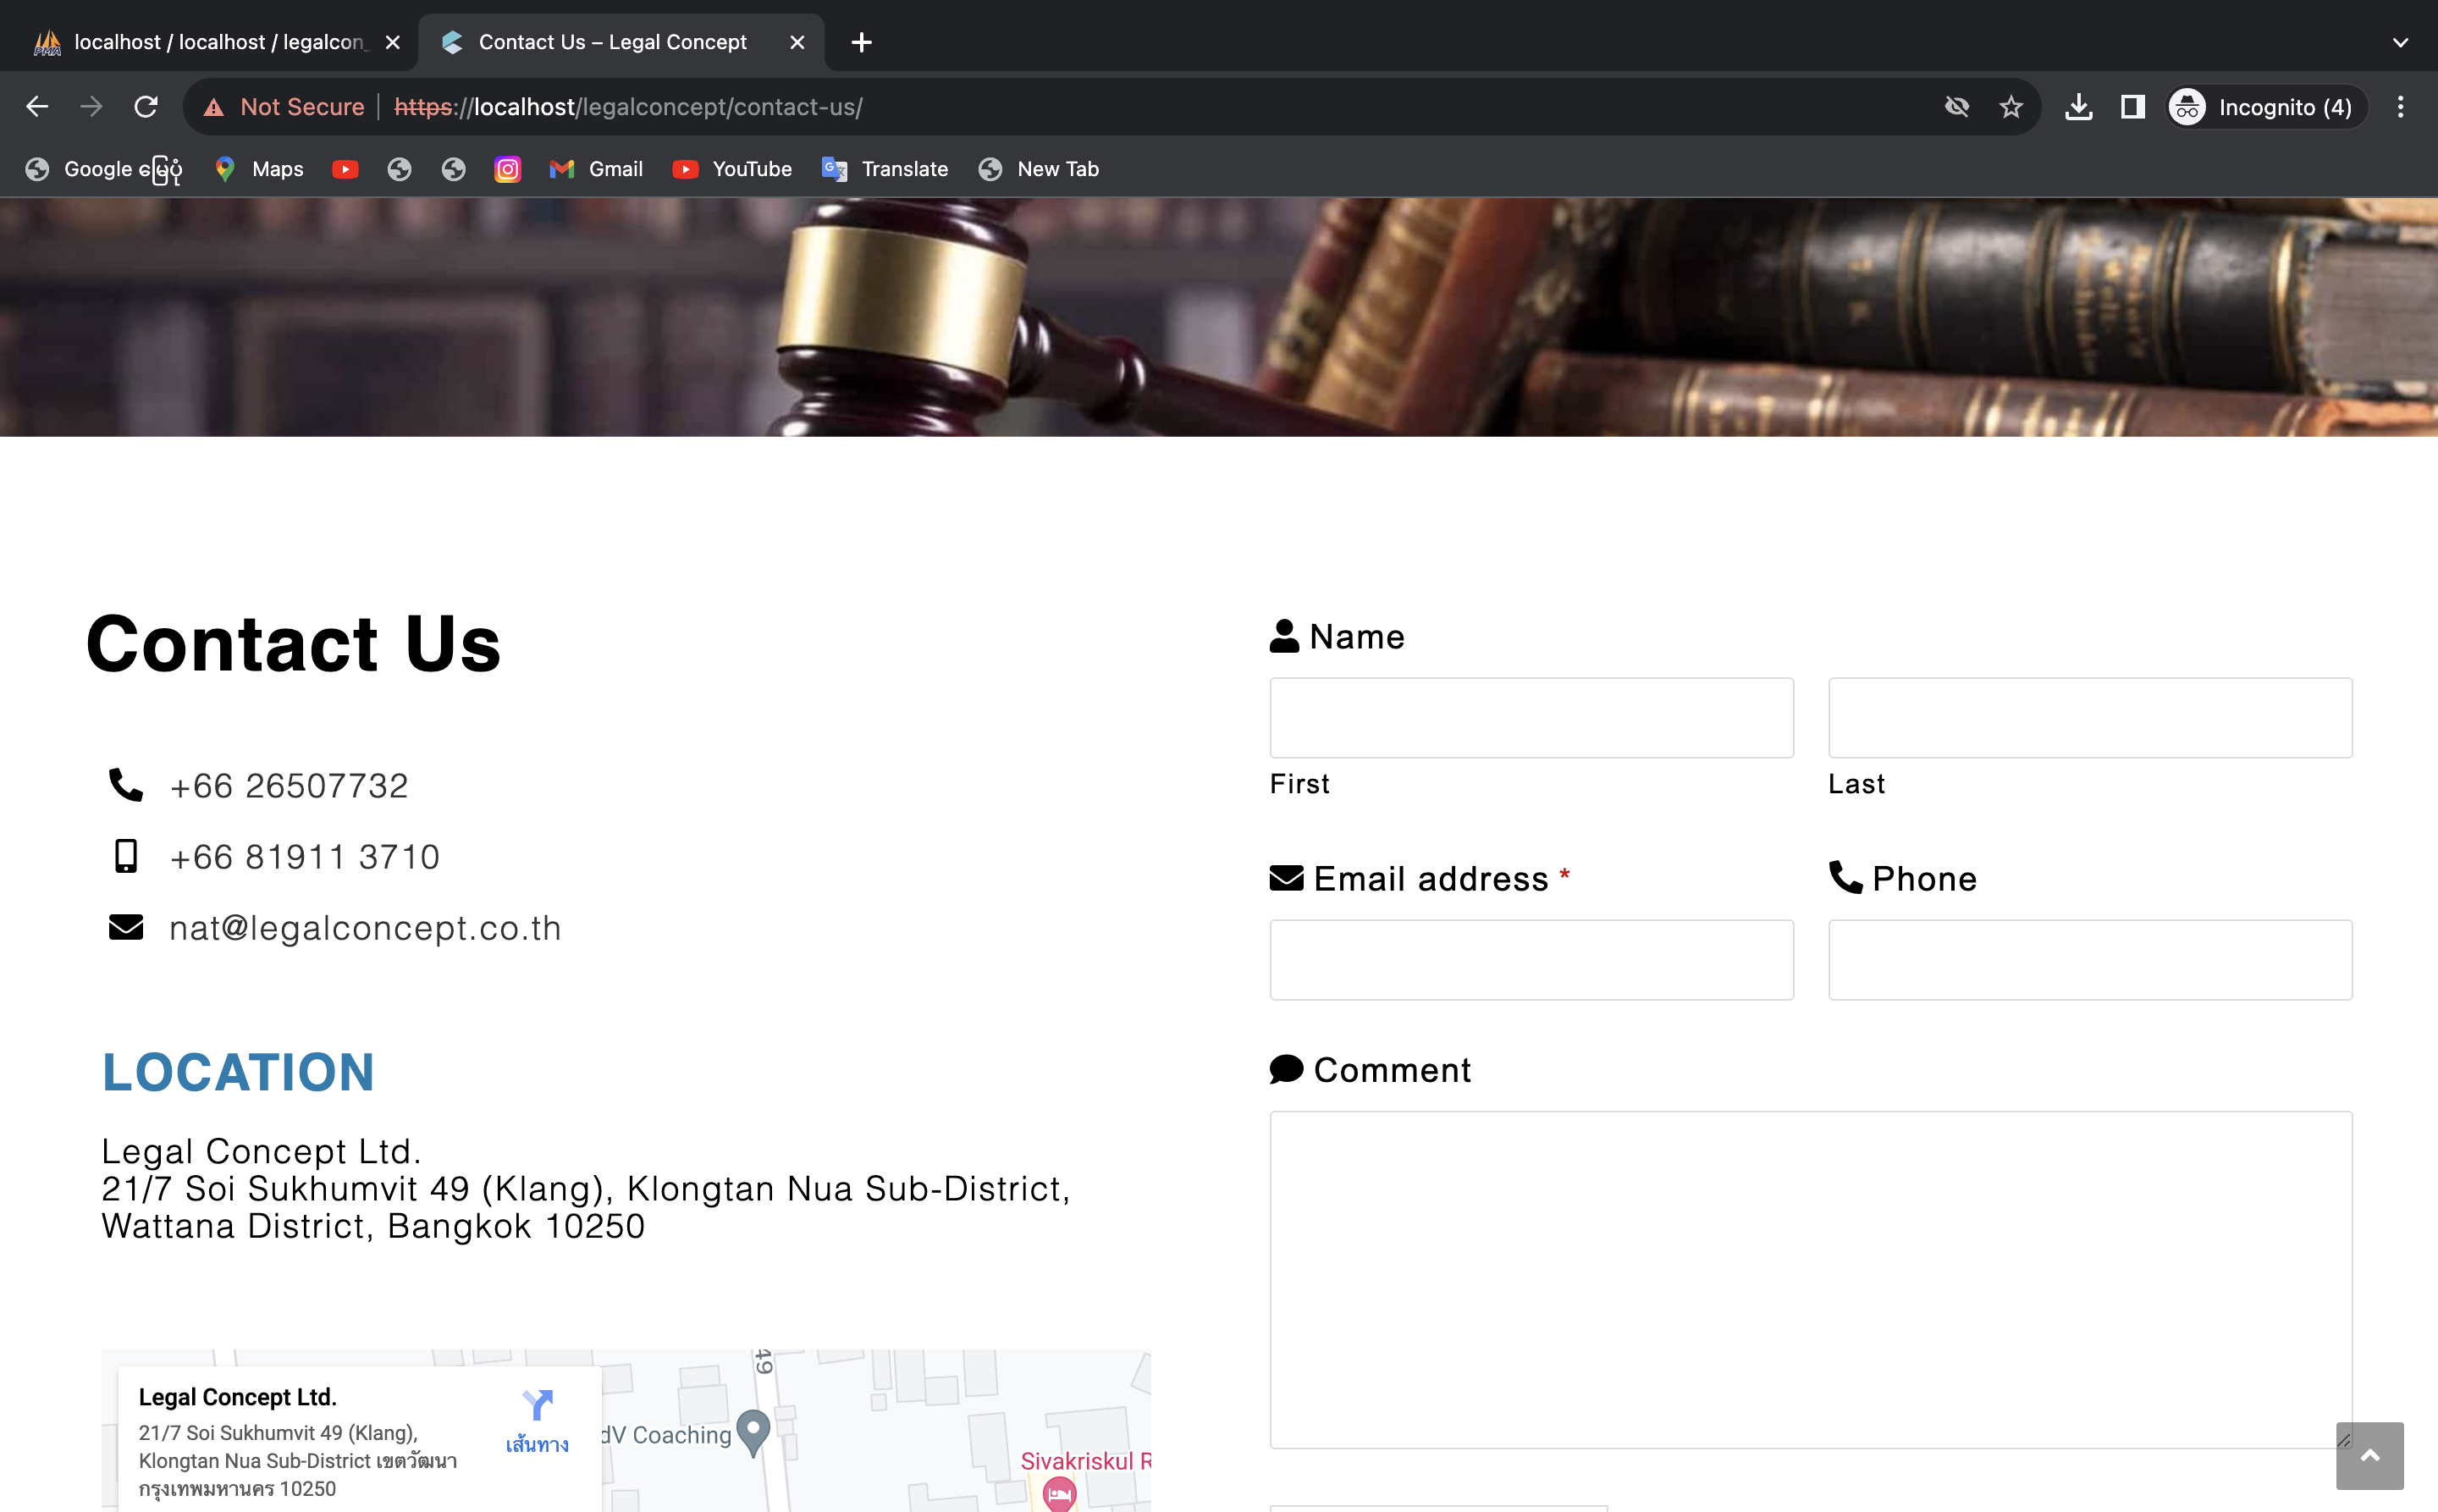 localhost / localhost / legalcon_
Contact Us – Legal Concept
Not Secure
https://localhost/legalconcept/contact-us/
Incognito (4)
Google မြေပုံ
Maps
Gmail
YouTube
Translate
New Tab
Contact Us
+66 26507732
+66 81911 3710
nat@legalconcept.co.th
LOCATION
Legal Concept Ltd.
21/7 Soi Sukhumvit 49 (Klang), Klongtan Nua Sub-District,
Wattana District, Bangkok 10250
Legal Concept Ltd.
21/7 Soi Sukhumvit 49 (Klang),
Klongtan Nua Sub-District เขตวัฒนา
กรุงเทพมหานคร 10250
เส้นทาง
49
dV Coaching
Sivakriskul R
Name
First
Last
Email address *
Phone
Comment